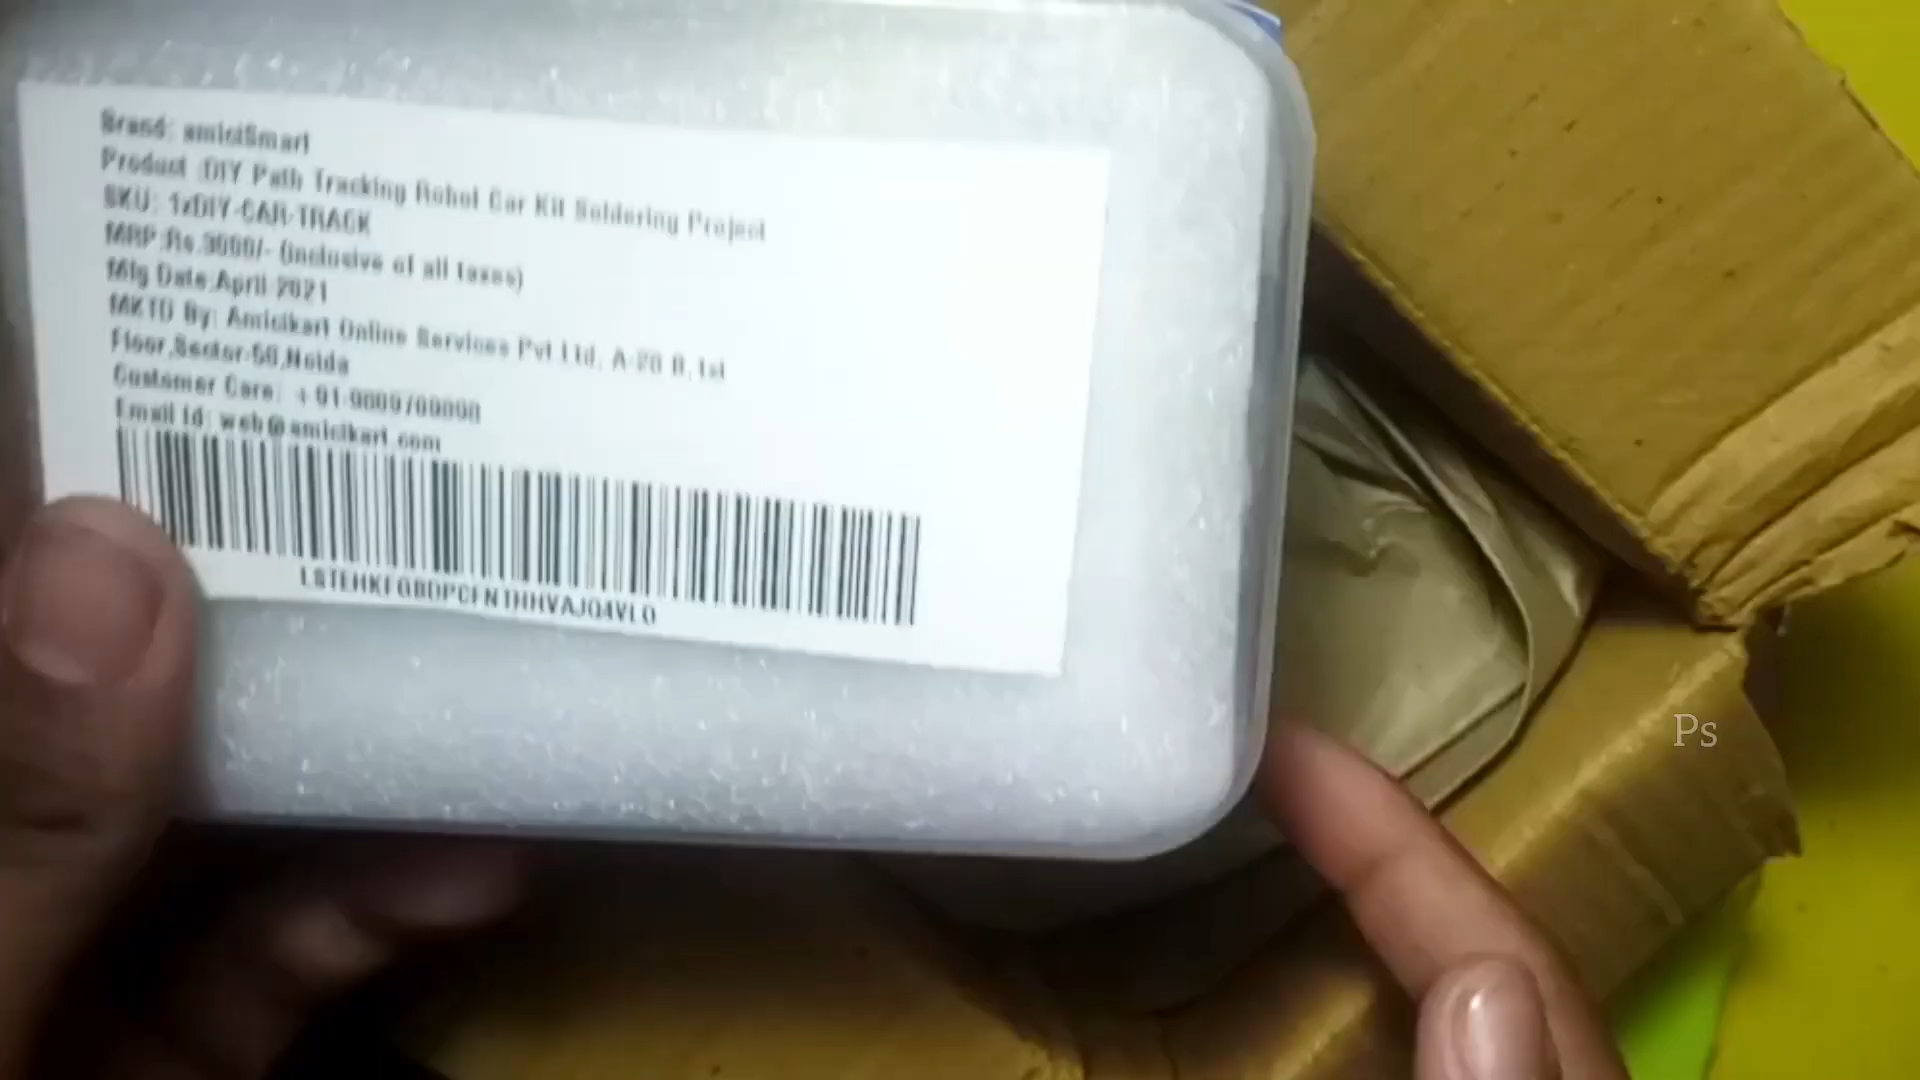 Brand: amiciSmart
Product :DIY Path Tracking Robot Car Kit Soldering Project
SKU: 1xDIY-CAR-TRACK
MRP:Rs.3000/- (inclusive of all taxes)
Mfg Date:April 2021
MKTD By: Amicikart Online Services Pvt Ltd, A-20 B,1st
Floor,Sector-50,Noida
Customer Care:
Email Id: web@amicikart.com
Ps